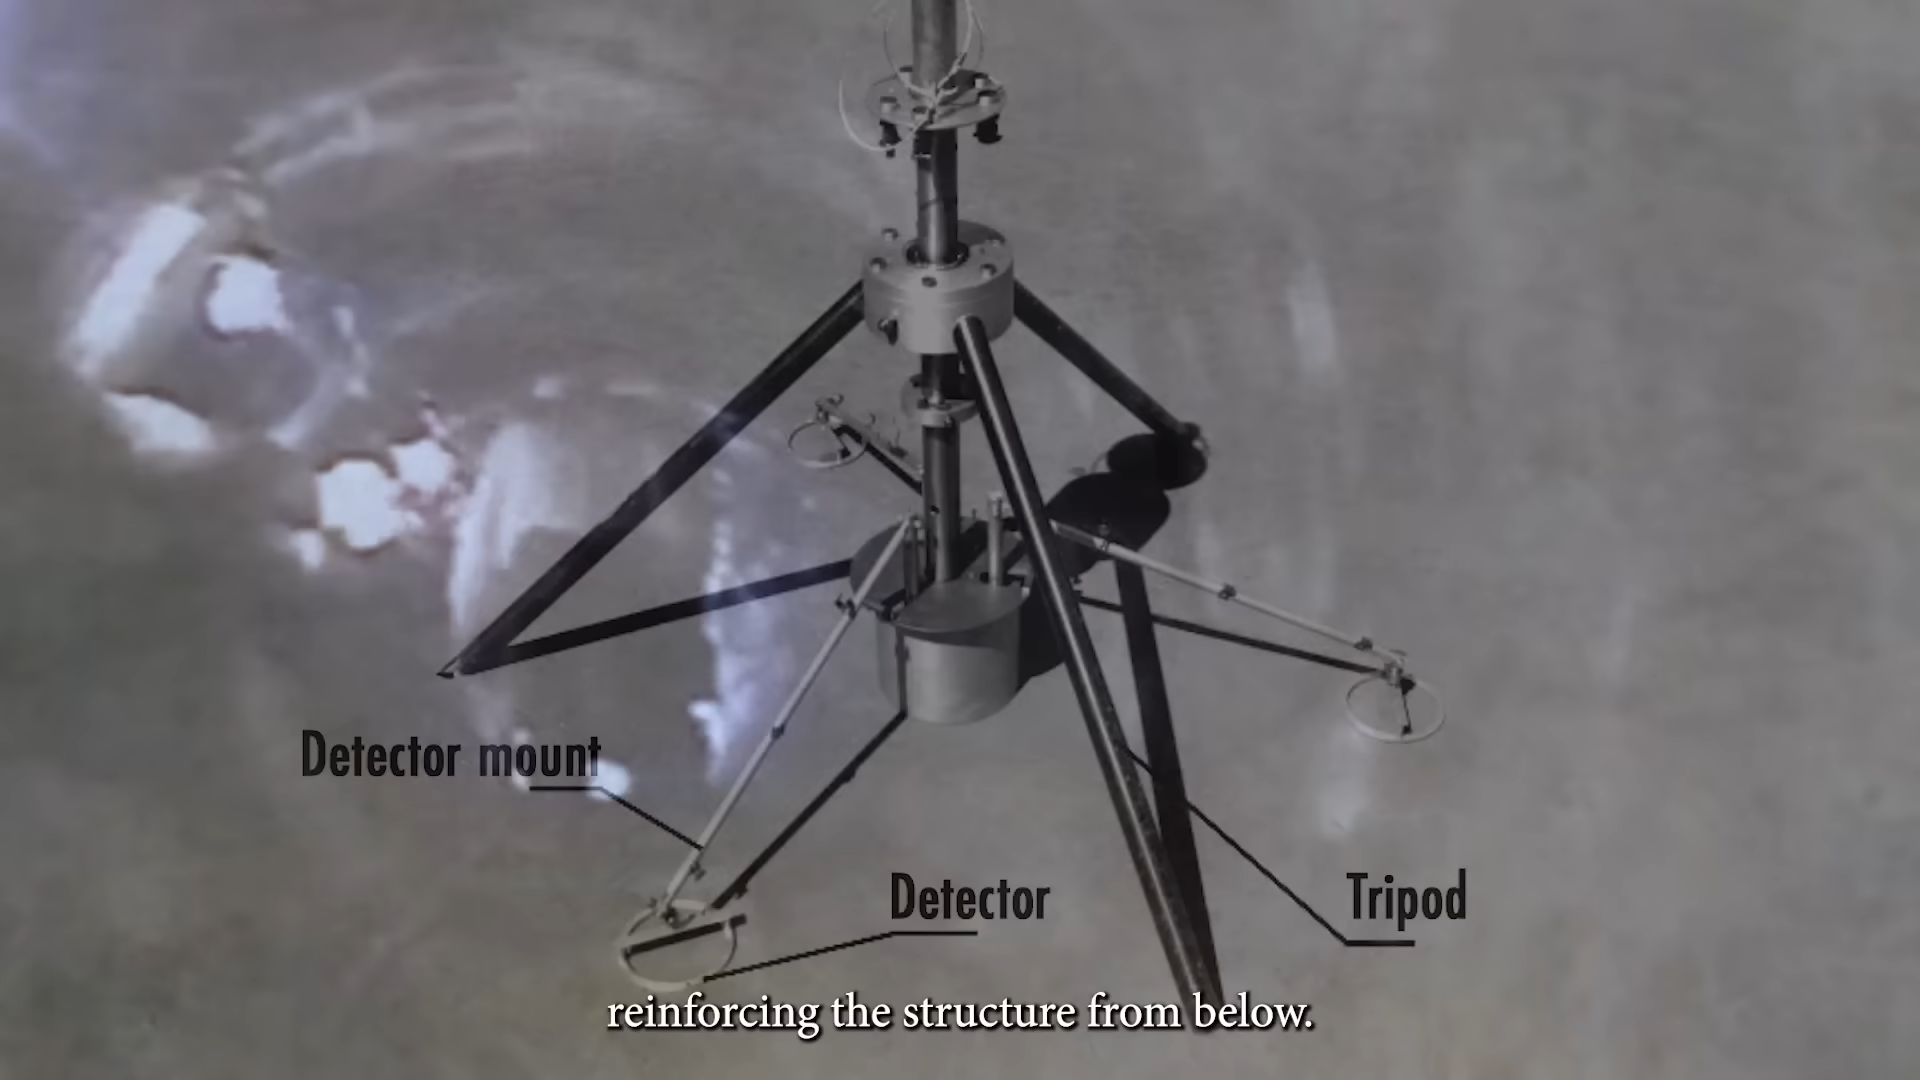 Detector mount
Detector
Tripod
reinforcing the structure from below.